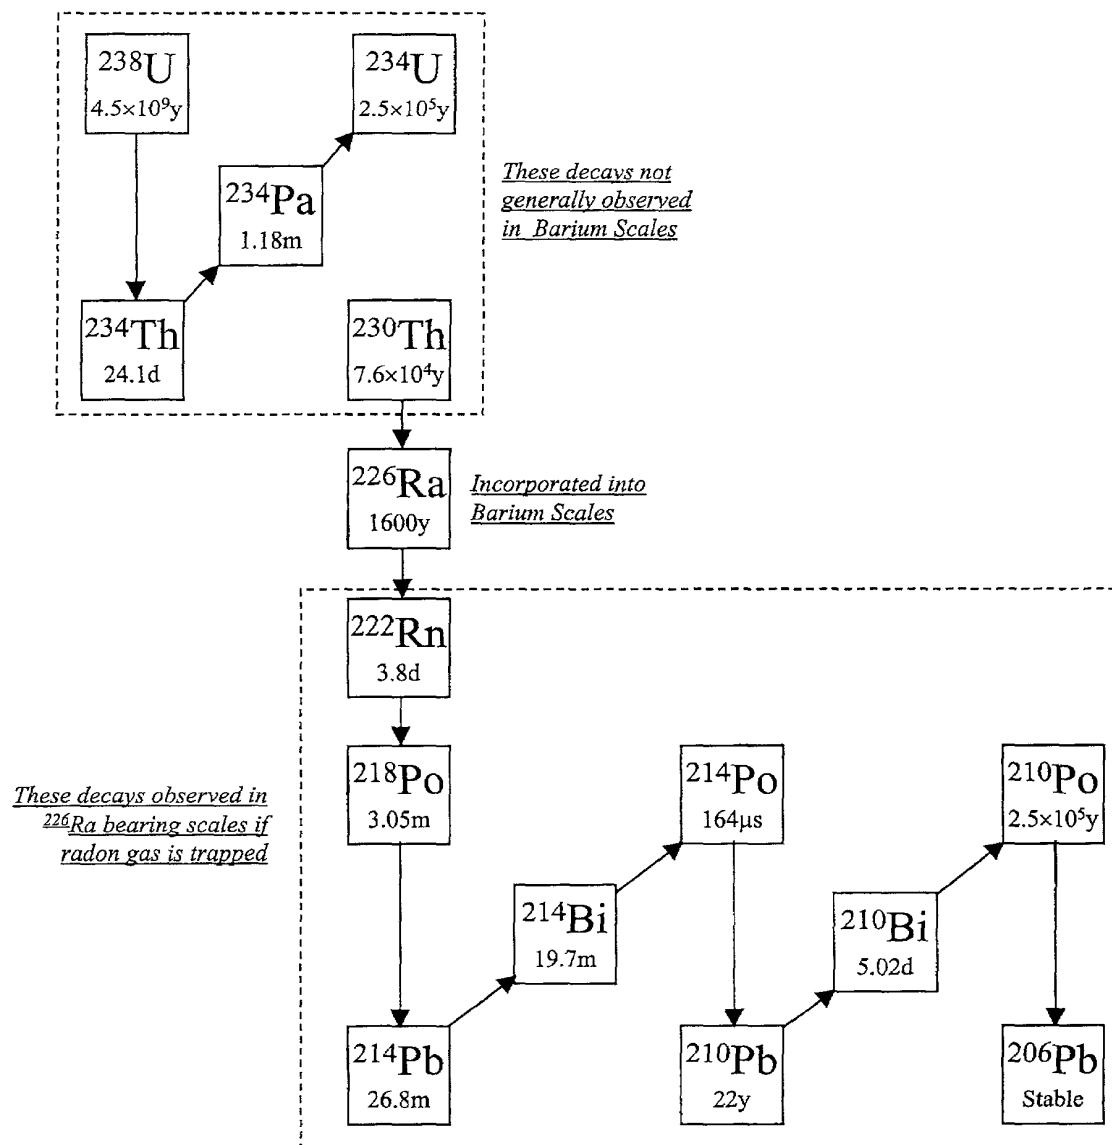 ²³⁸U
4.5×10⁹y
²³⁴U
2.5×10⁵y
²³⁴Pa
1.18m
These decays not
generally observed
in Barium Scales
²³⁴Th
24.1d
²³⁰Th
7.6×10⁴y
²²⁶Ra
1600y
Incorporated into
Barium Scales
²²²Rn
3.8d
²¹⁸Po
3.05m
²¹⁴Po
164μs
²¹⁰Po
2.5×10⁵y
These decays observed in
²²⁶Ra bearing scales if
radon gas is trapped
²¹⁴Bi
19.7m
²¹⁰Bi
5.02d
²¹⁴Pb
26.8m
²¹⁰Pb
22y
²⁰⁶Pb
Stable